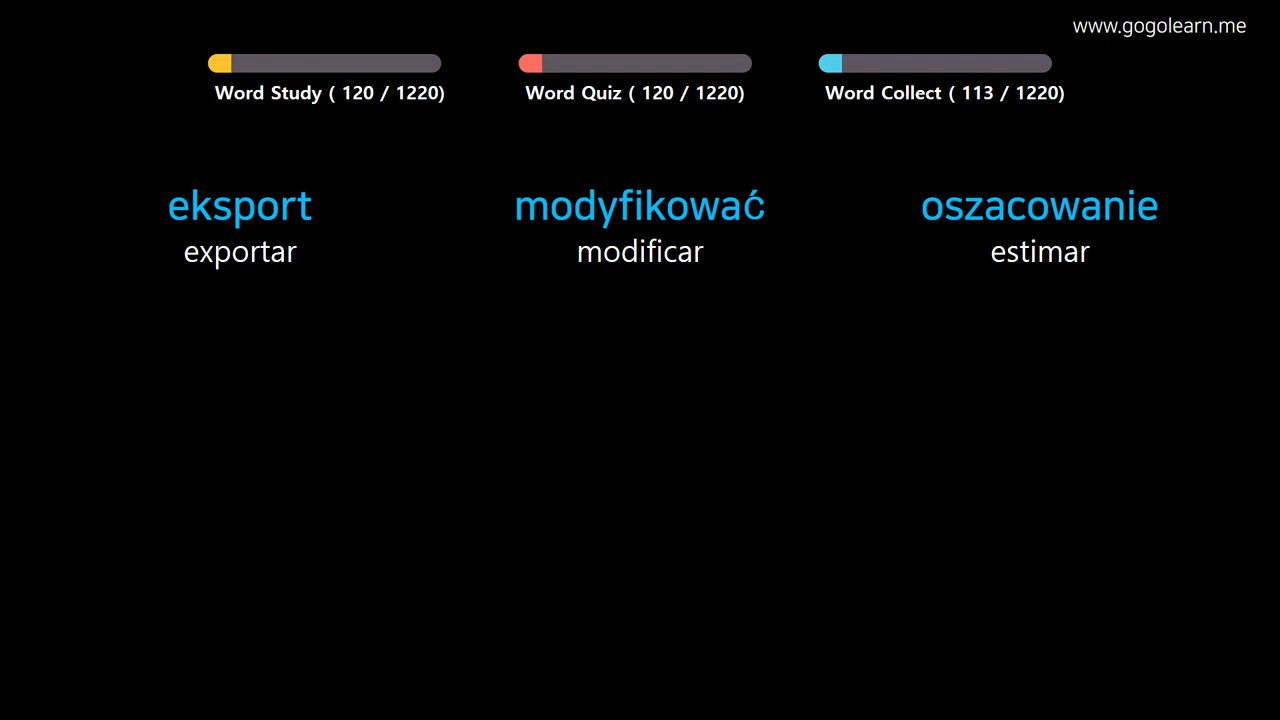 www.gogolearn.me
Word Study ( 120 / 1220)
Word Quiz ( 120 / 1220)
Word Collect ( 113 / 1220)
eksport
exportar
modyfikować
modificar
oszacowanie
estimar